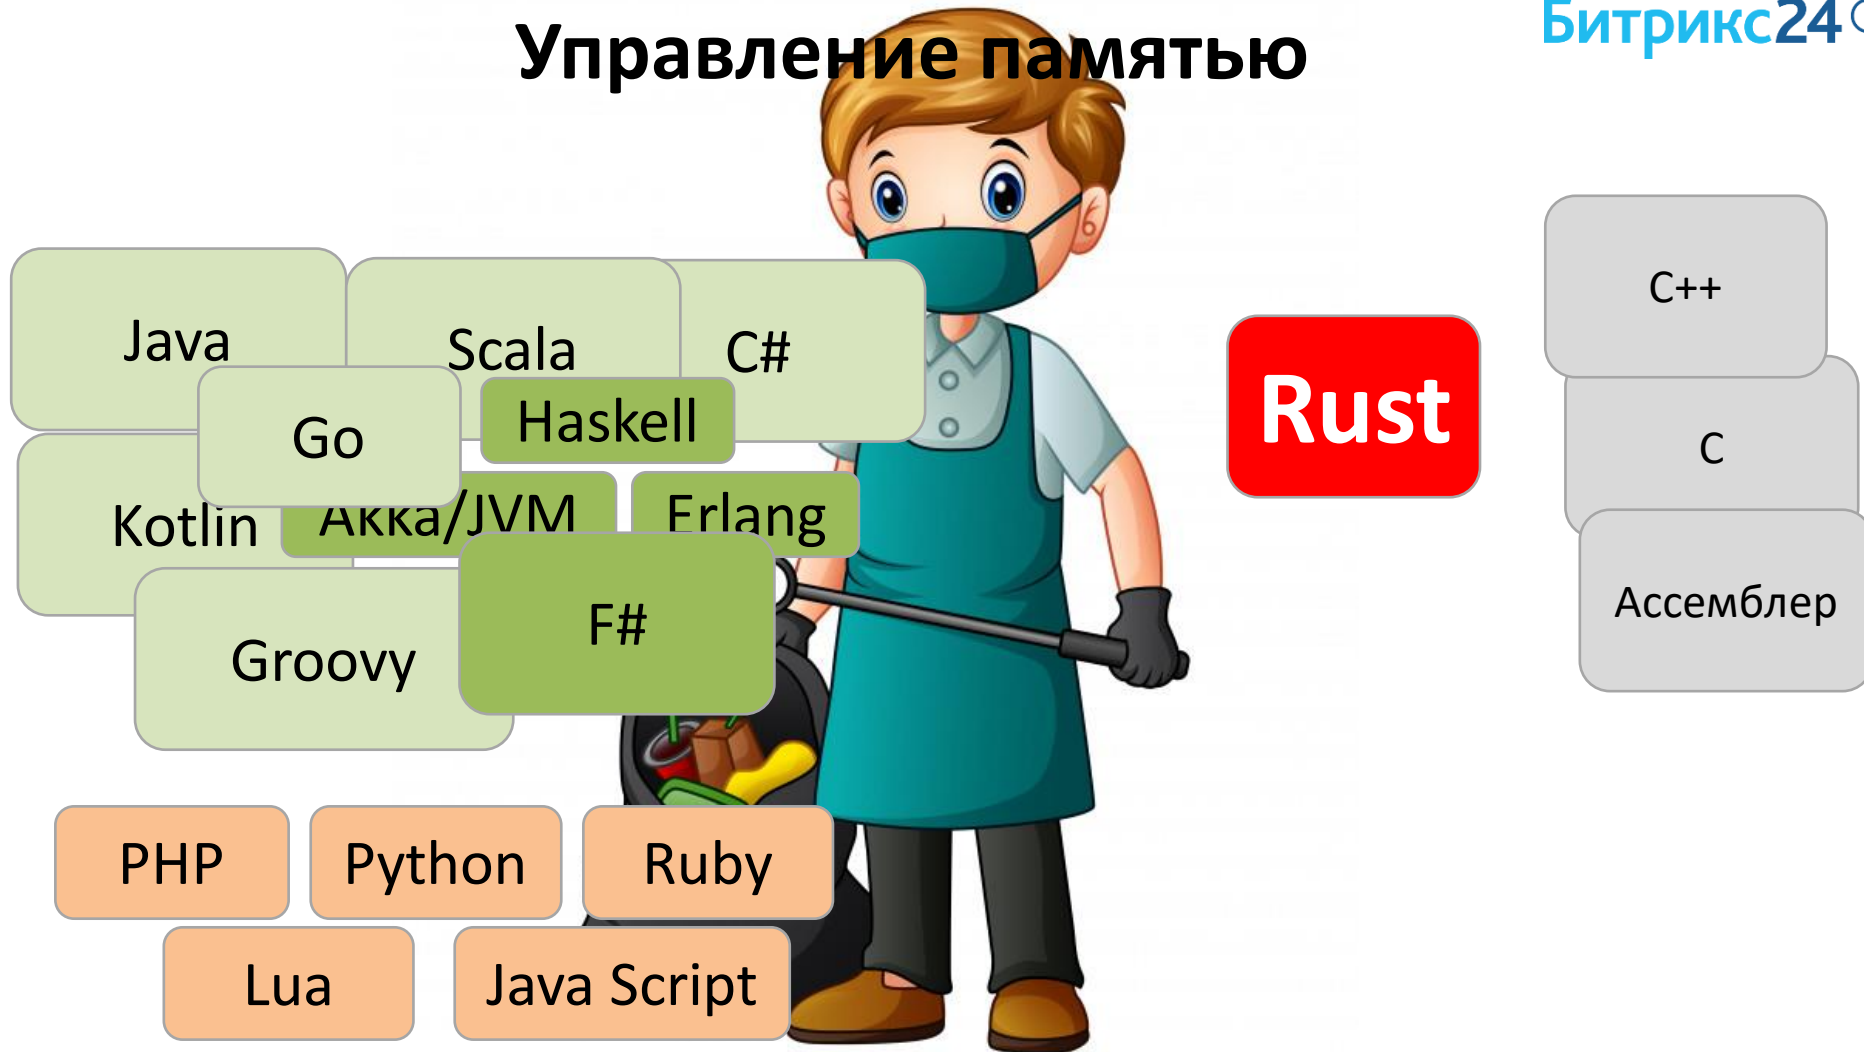 Управление памятью
Битрикс24
Java
Scala
C#
C++
Go
Haskell
Rust
C
Kotlin
Akka/JVM
Erlang
F#
Ассемблер
Groovy
PHP
Python
Ruby
Lua
Java Script